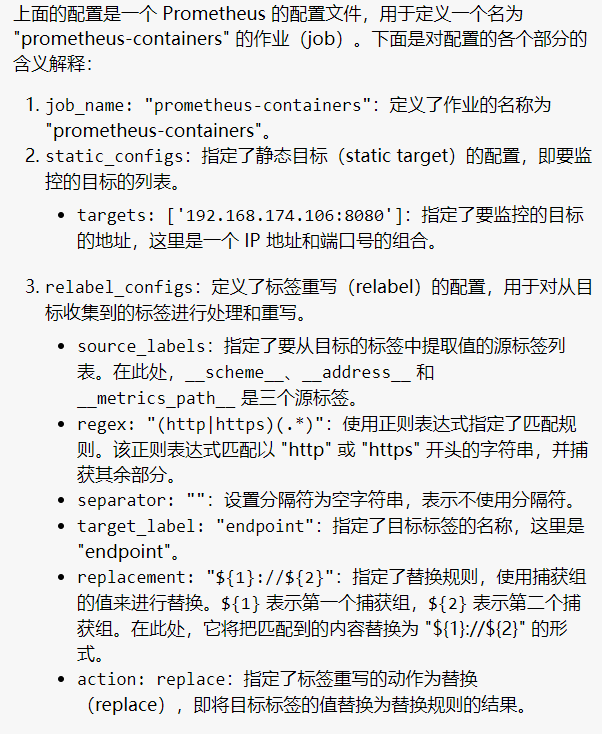 上面的配置是一个 Prometheus 的配置文件，用于定义一个名为
"prometheus-containers" 的作业（job）。下面是对配置的各个部分的
含义解释：
1. job_name: "prometheus-containers"：定义了作业的名称为
"prometheus-containers"。
2. static_configs：指定了静态目标（static target）的配置，即要监
控的目标的列表。
• targets: ['192.168.174.106:8080']：指定了要监控的目标
的地址，这里是一个 IP 地址和端口号的组合。
3. relabel_configs：定义了标签重写（relabel）的配置，用于对从目
标收集到的标签进行处理和重写。
• source_labels：指定了要从目标的标签中提取值的源标签列
表。在此处，__scheme__、__address__ 和
__metrics_path__ 是三个源标签。
• regex: "(http|https)(.*)"：使用正则表达式指定了匹配规
则。该正则表达式匹配以 "http" 或 "https" 开头的字符串，并捕
获其余部分。
• separator: ""：设置分隔符为空字符串，表示不使用分隔符。
• target_label: "endpoint"：指定了目标标签的名称，这里是
"endpoint"。
• replacement: "${1}://${2}"：指定了替换规则，使用捕获组
的值来进行替换。${1} 表示第一个捕获组，${2} 表示第二个捕
获组。在此处，它将把匹配到的内容替换为 "${1}://${2}" 的形
式。
• action: replace：指定了标签重写的动作为替换
（replace），即将目标标签的值替换为替换规则的结果。